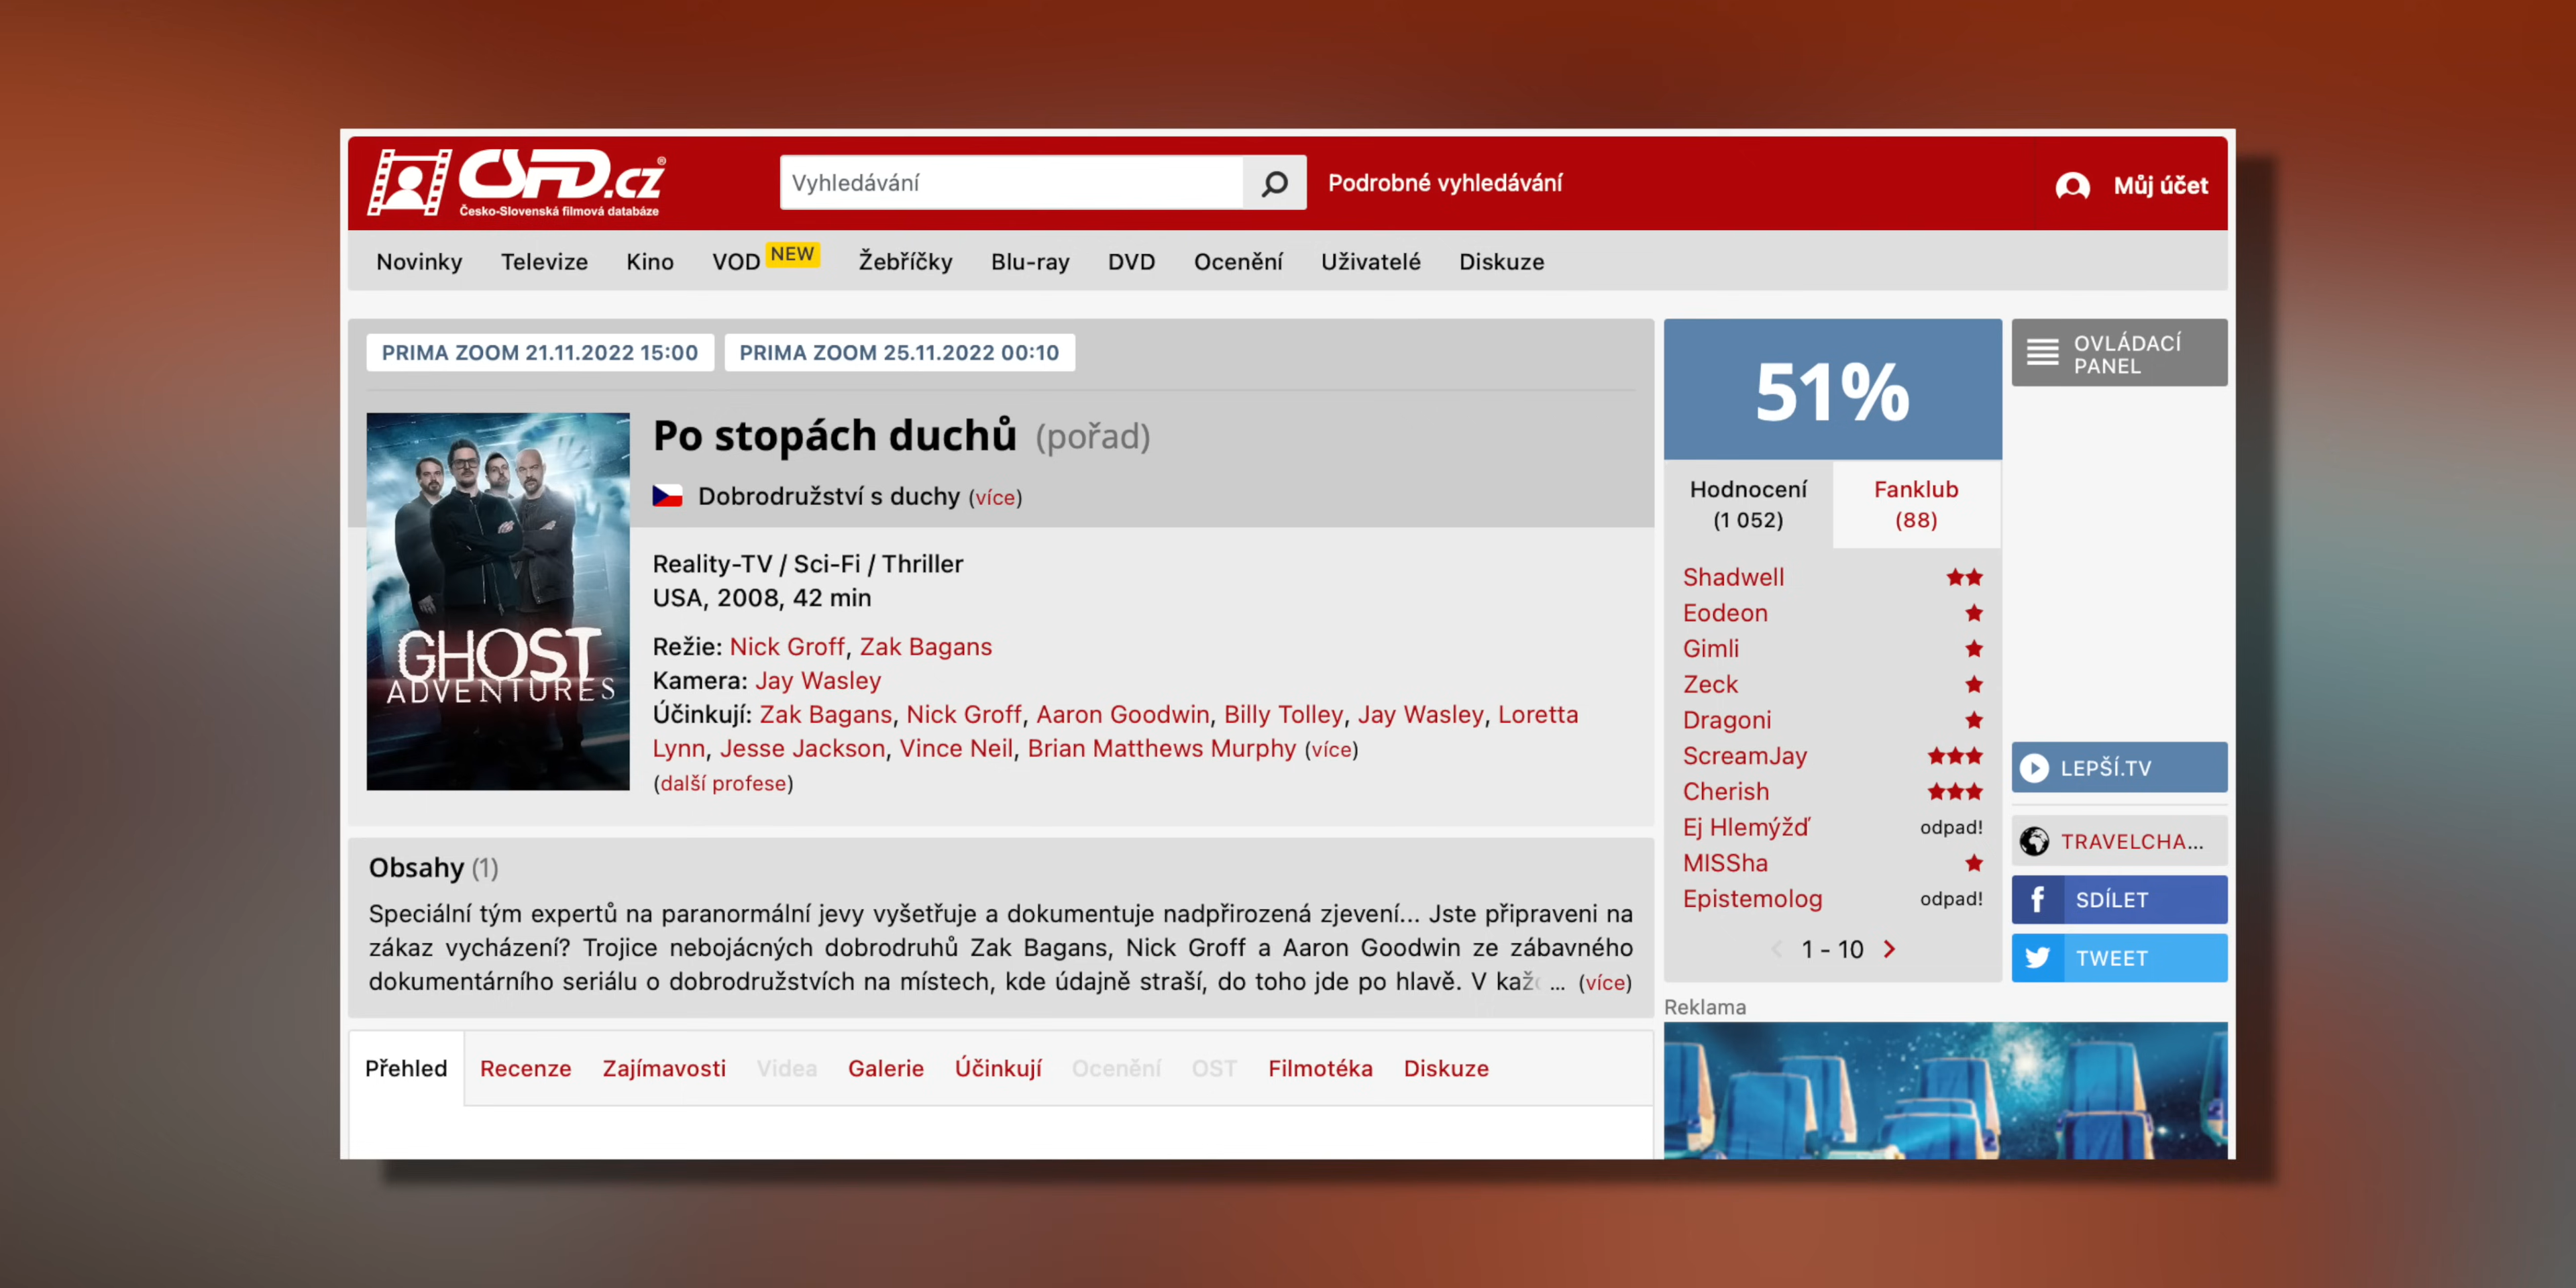 ČSFD.cz®
Česko-Slovenská filmová databáze
Vyhledávání
Podrobné vyhledávání
Můj účet
Novinky Televize Kino VOD NEW Žebříčky Blu-ray DVD Ocenění Uživatelé Diskuze
PRIMA ZOOM 21.11.2022 15:00 PRIMA ZOOM 25.11.2022 00:10
GHOST
ADVENTURES
Po stopách duchů (pořad)
Dobrodružství s duchy (více)
Reality-TV / Sci-Fi / Thriller
USA, 2008, 42 min
Režie: Nick Groff, Zak Bagans
Kamera: Jay Wasley
Účinkují: Zak Bagans, Nick Groff, Aaron Goodwin, Billy Tolley, Jay Wasley, Loretta
Lynn, Jesse Jackson, Vince Neil, Brian Matthews Murphy (více)
(další profese)
Obsahy (1)
Speciální tým expertů na paranormální jevy vyšetřuje a dokumentuje nadpřirozená zjevení... Jste připraveni na
zákaz vycházení? Trojice nebojácných dobrodruhů Zak Bagans, Nick Groff a Aaron Goodwin ze zábavného
dokumentárního seriálu o dobrodružstvích na místech, kde údajně straší, do toho jde po hlavě. V kaž ... (více)
Přehled Recenze Zajímavosti Videa Galerie Účinkují Ocenění OST Filmotéka Diskuze
51%
Hodnocení
(1 052)
Fanklub
(88)
Shadwell ★★
Eodeon ★
Gimli ★
Zeck ★
Dragoni ★
ScreamJay ★★★
Cherish ★★★
Ej Hlemýžď odpad!
MISSha ★
Epistemolog odpad!
1 - 10
Reklama
OVLÁDACÍ
PANEL
LEPŠÍ.TV
TRAVELCHA...
SDÍLET
TWEET